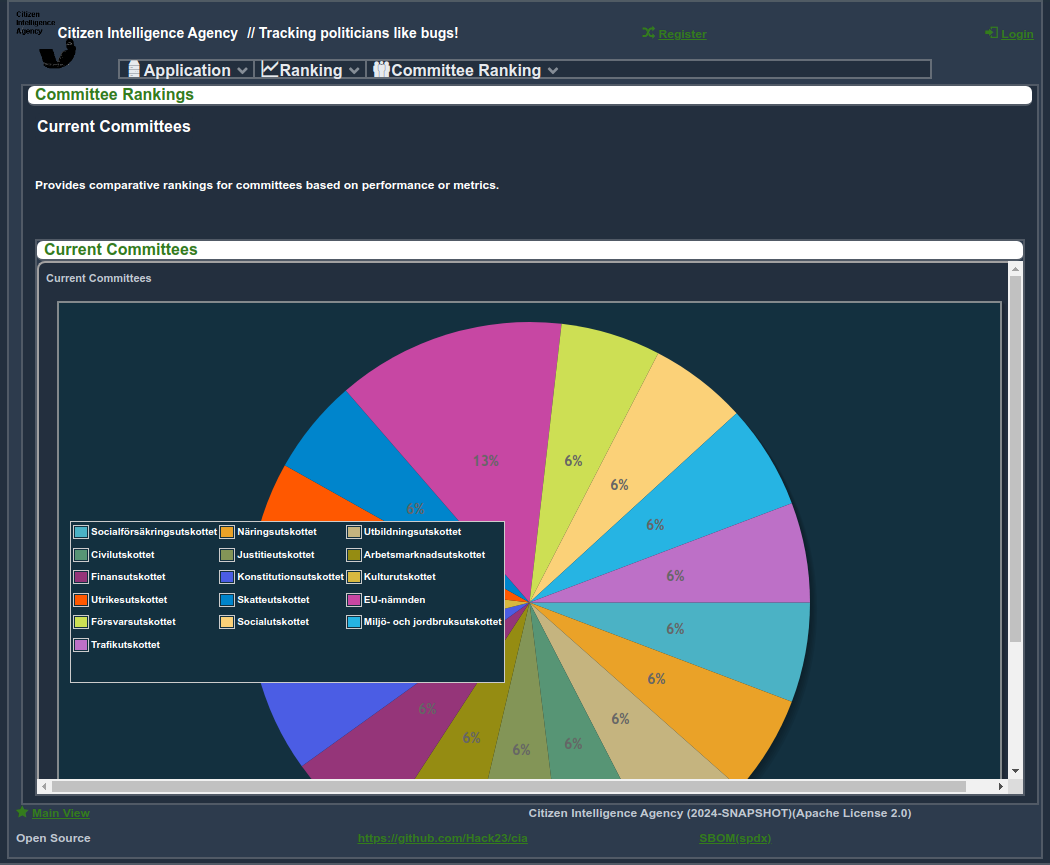 Citizen
Intelligence
Agency
Citizen Intelligence Agency // Tracking politicians like bugs!
Register
Login
Application
Ranking
Committee Ranking
Committee Rankings
Current Committees
Provides comparative rankings for committees based on performance or metrics.
Current Committees
Current Committees
13%
6%
6%
6%
6%
6%
Socialförsäkringsutskottet Näringsutskottet Utbildningsutskottet
Civilutskottet Justitieutskottet Arbetsmarknadsutskottet
Finansutskottet Konstitutionsutskottet Kulturutskottet
Utrikesutskottet Skatteutskottet EU-nämnden
Försvarsutskottet Socialutskottet Miljö- och jordbruksutskottet
Trafikutskottet
6%
6%
6%
6%
6%
6%
6%
Main View
Citizen Intelligence Agency (2024-SNAPSHOT)(Apache License 2.0)
Open Source
https://github.com/Hack23/cia
SBOM(spdx)